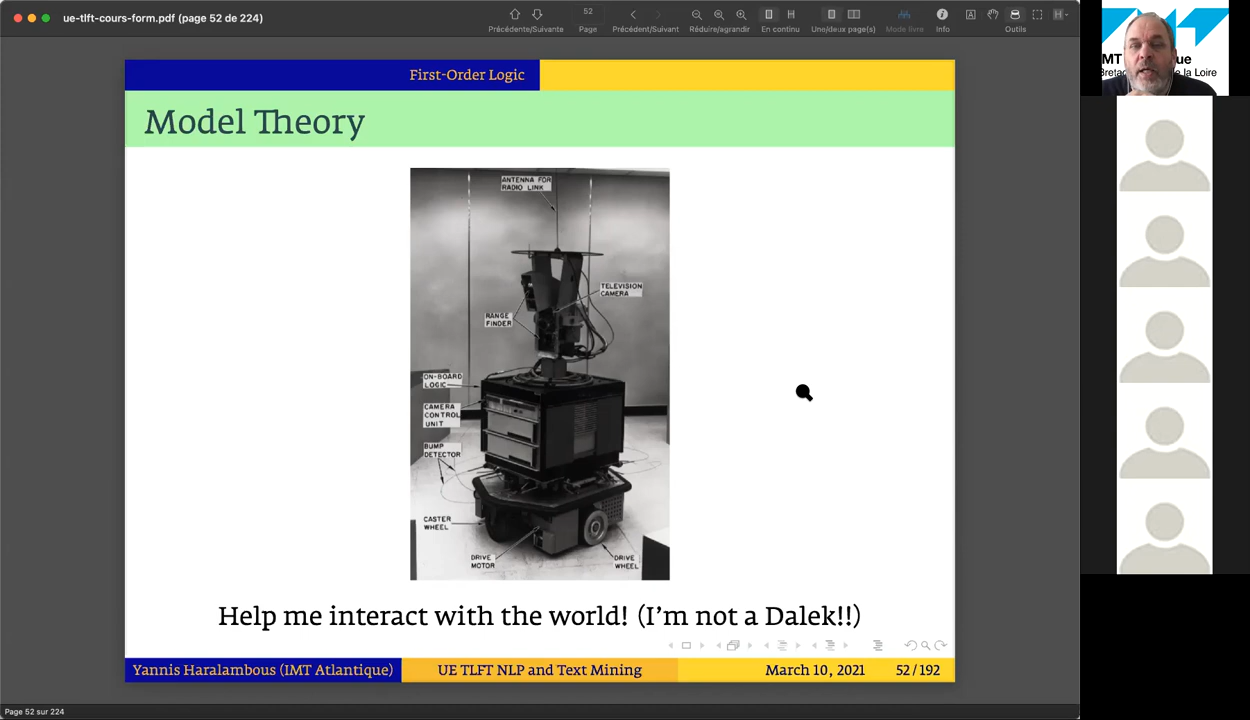 ue-tlft-cours-form.pdf (page 52 de 224)
52
Précédente/Suivante
Page
Précédent/Suivant
Réduire/agrandir
En continu
Uno/deux page(s)
Mode livre
Info
Outils
First-Order Logic
Model Theory
ANTENNA FOR
RADIO LINK
TELEVISION
CAMERA
RANGE
FINDER
ON-BOARD
LOGIC
CAMERA
CONTROL
UNIT
BUMP
DETECTOR
CASTER
WHEEL
DRIVE
MOTOR
DRIVE
WHEEL
Help me interact with the world! (I'm not a Dalek!!)
Yannis Haralambous (IMT Atlantique)
UE TLFT NLP and Text Mining
March 10, 2021
52 / 192
Page 52 sur 224